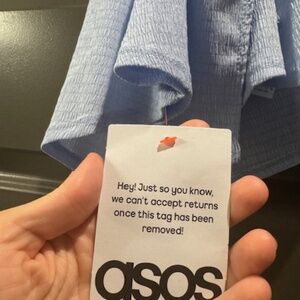 Hey! Just so you know,
we can't accept returns
once this tag has been
removed!
asos